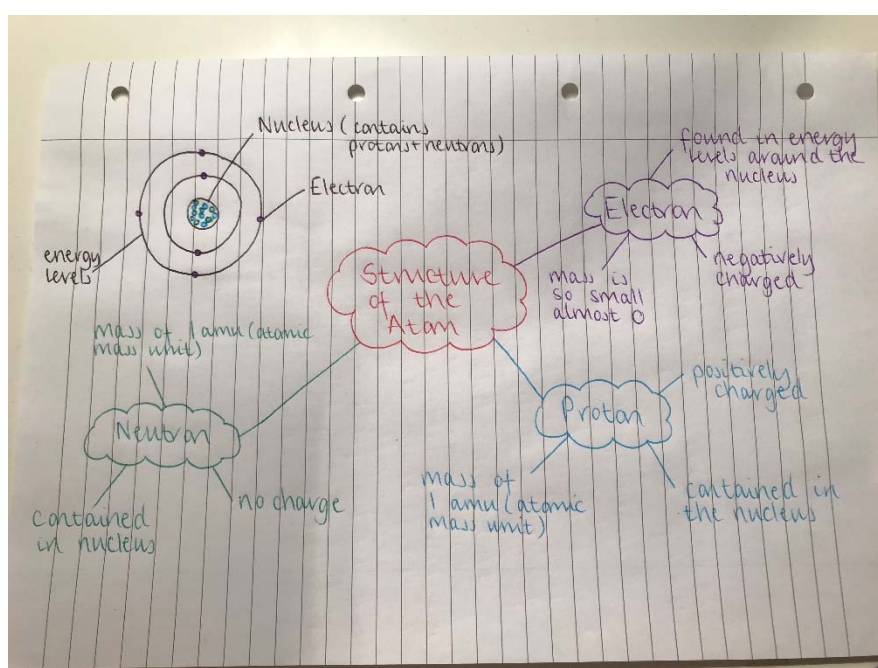 Nucleus (contains
protons+neutrons)
Electron
energy
levels
Structure
of the
Atom
found in energy
levels around the
nucleus
Electron
mass is
so small
almost 0
negatively
charged
mass of 1 amu (atomic
mass unit)
Neutron
contained
in nucleus
no charge
positively
charged
Proton
mass of
1 amu (atomic
mass unit)
contained in
the nucleus